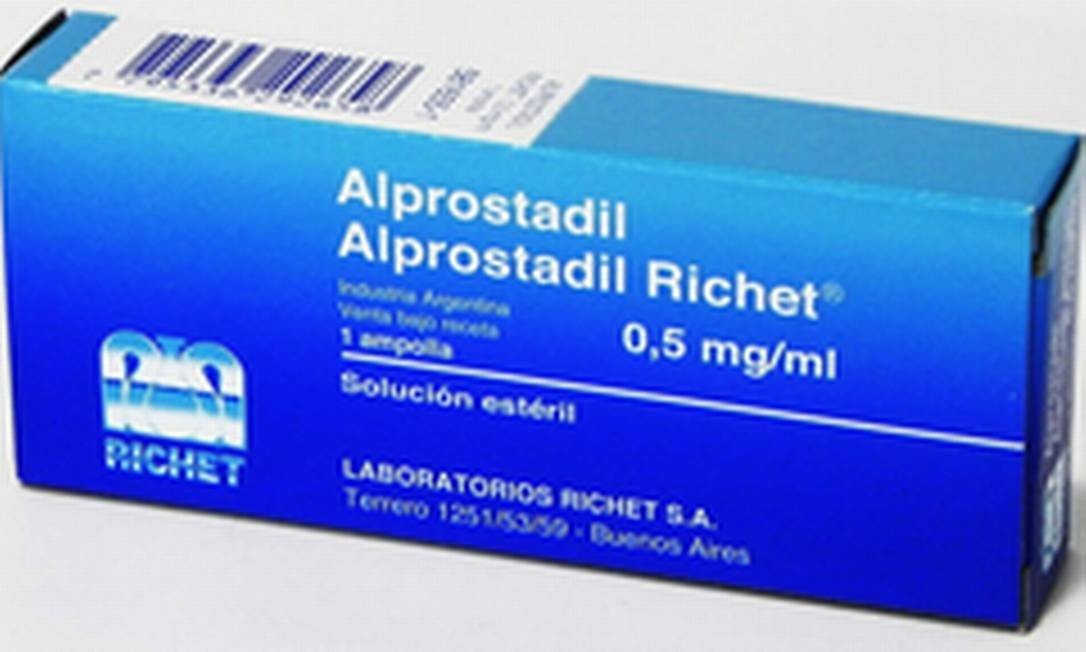 Alprostadil
Alprostadil Richet®
Industria Argentina
Venta bajo receta
1 ampolla
0,5 mg/ml
Solución estéril
RICHET
LABORATORIOS RICHET S.A.
Terrero 1251/53/59 - Buenos Aires